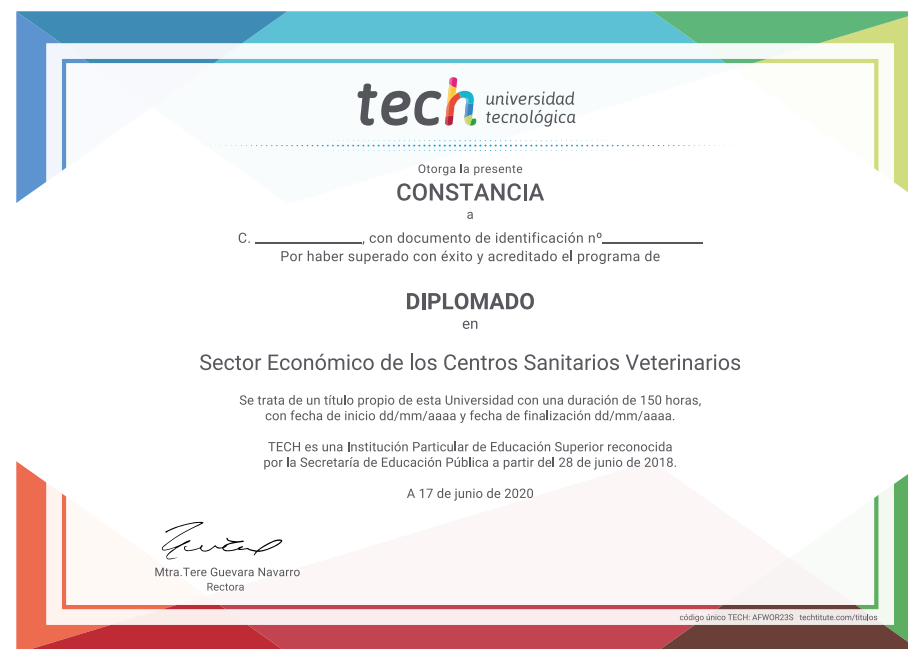 tech universidad
tecnológica
Otorga la presente
CONSTANCIA
a
C. ____________, con documento de identificación nº____________
Por haber superado con éxito y acreditado el programa de
DIPLOMADO
en
Sector Económico de los Centros Sanitarios Veterinarios
Se trata de un título propio de esta Universidad con una duración de 150 horas,
con fecha de inicio dd/mm/aaaa y fecha de finalización dd/mm/aaaa.
TECH es una Institución Particular de Educación Superior reconocida
por la Secretaría de Educación Pública a partir del 28 de junio de 2018.
A 17 de junio de 2020
Mtra.Tere Guevara Navarro
Rectora
código único TECH: AFWOR23S techtitute.com/titulos